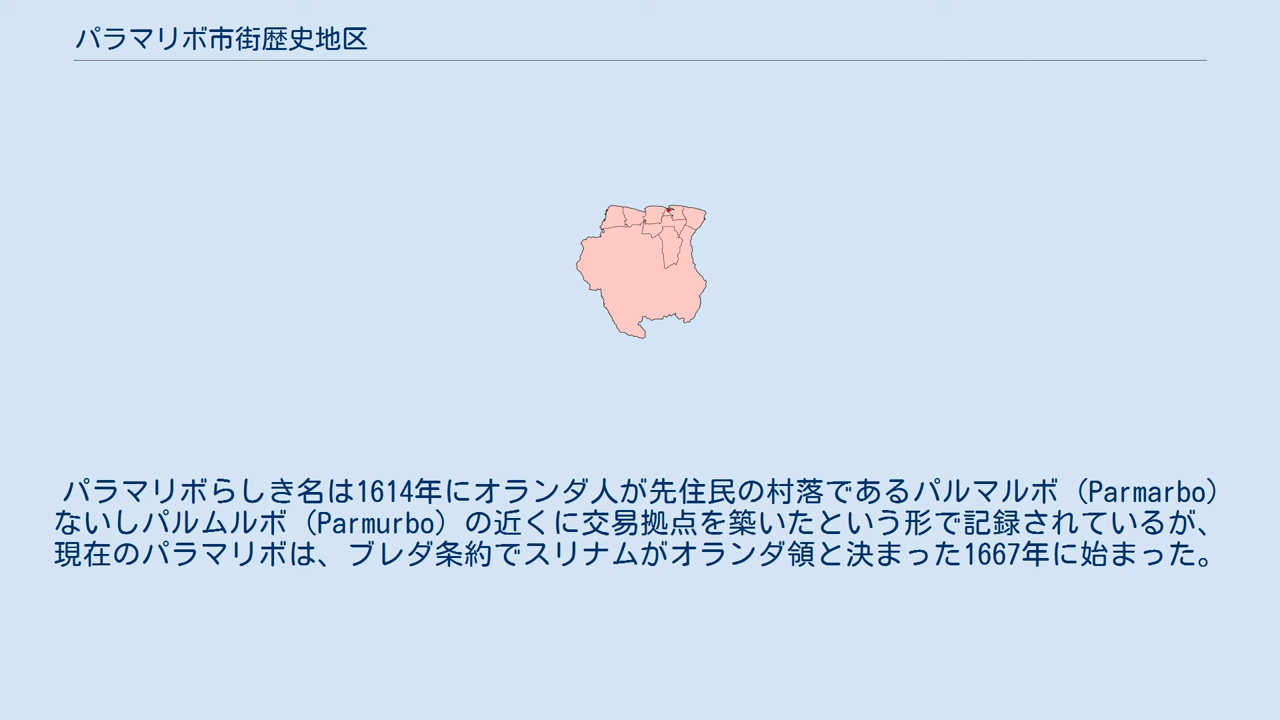 パラマリボ市街歴史地区
パラマリボらしき名は1614年にオランダ人が先住民の村落であるパルマルボ（Parmarbo）
ないしパルムルボ（Parmurbo）の近くに交易拠点を築いたという形で記録されているが、
現在のパラマリボは、ブレダ条約でスリナムがオランダ領と決まった1667年に始まった。